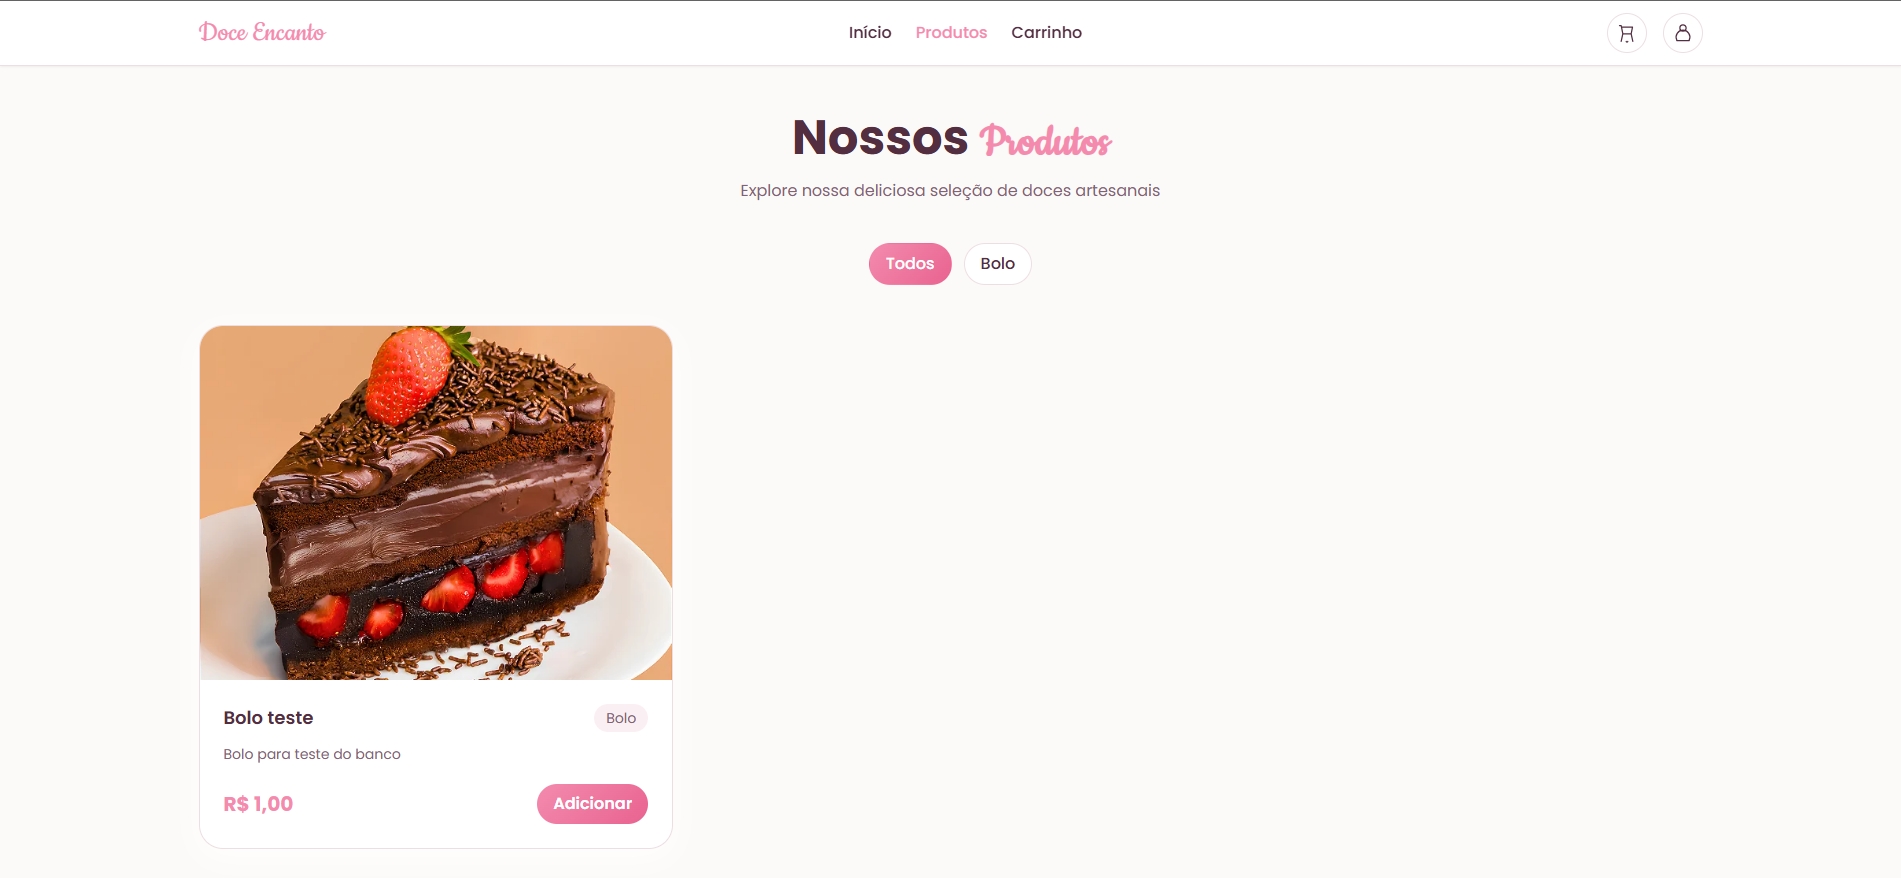 Doce Encanto
Início Produtos Carrinho
Nossos Produtos
Explore nossa deliciosa seleção de doces artesanais
Todos Bolo
Bolo teste Bolo
Bolo para teste do banco
R$ 1,00 Adicionar